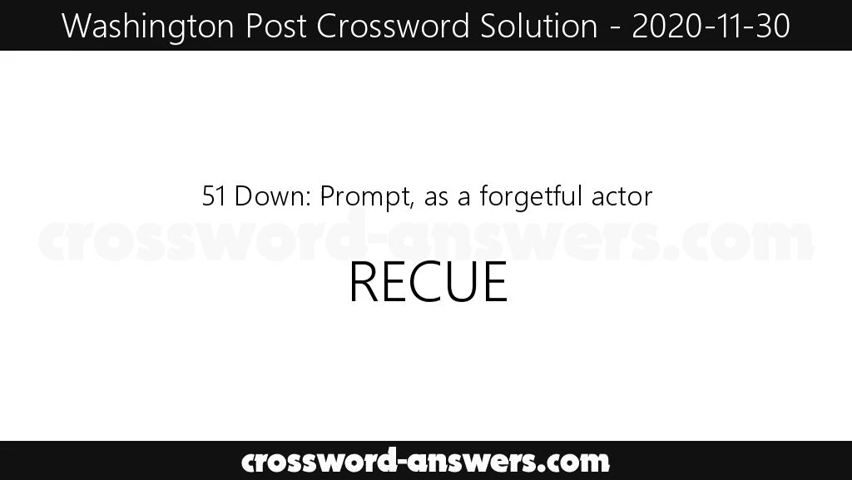 Washington Post Crossword Solution - 2020-11-30
51 Down: Prompt, as a forgetful actor
crossword-answers.com
RECUE
crossword-answers.com